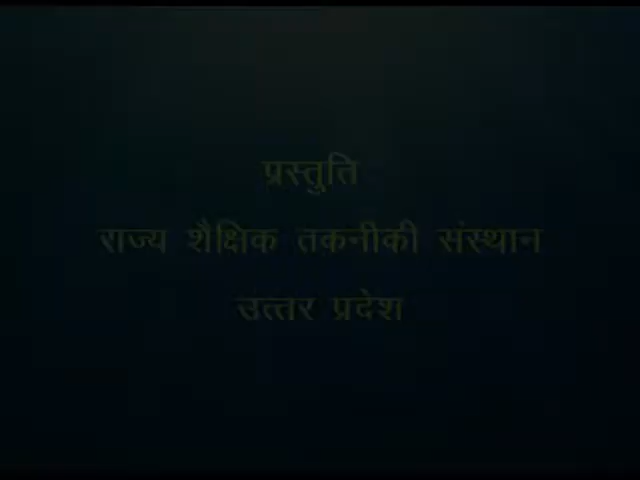 प्रस्तुति
राज्य शैक्षिक तकनीकी संस्थान
उत्तर प्रदेश